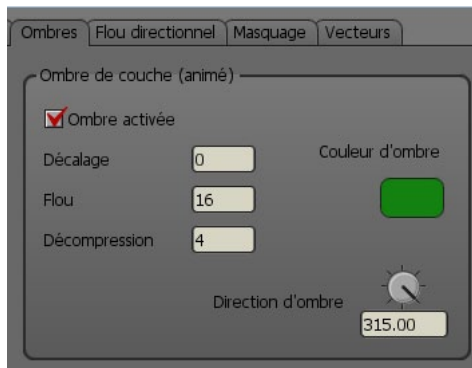 Ombres Flou directionnel Masquage Vecteurs
Ombre de couche (animé)
Ombre activée
Décalage 0 Couleur d'ombre
Flou 16
Décompression 4
Direction d'ombre
315.00